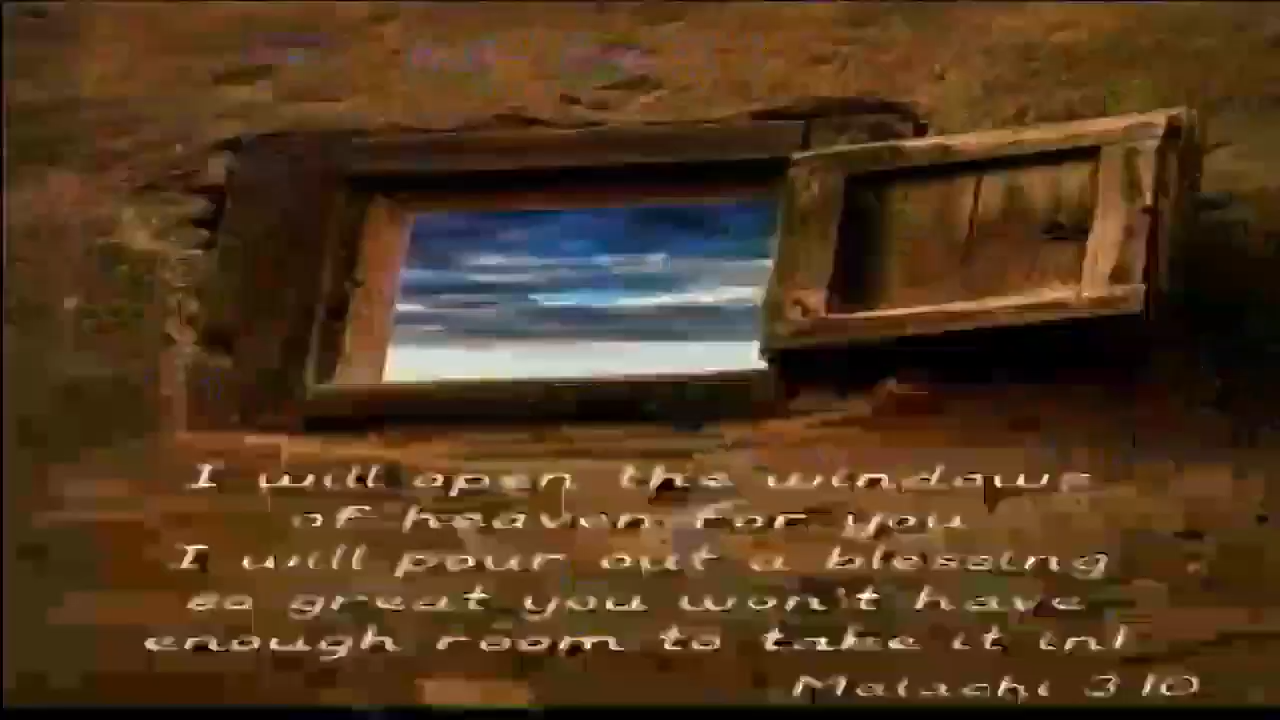 I will open the windows
of heaven for you
I will pour out a blessing
so great you won't have
enough room to take it in!
Malachi 3 10